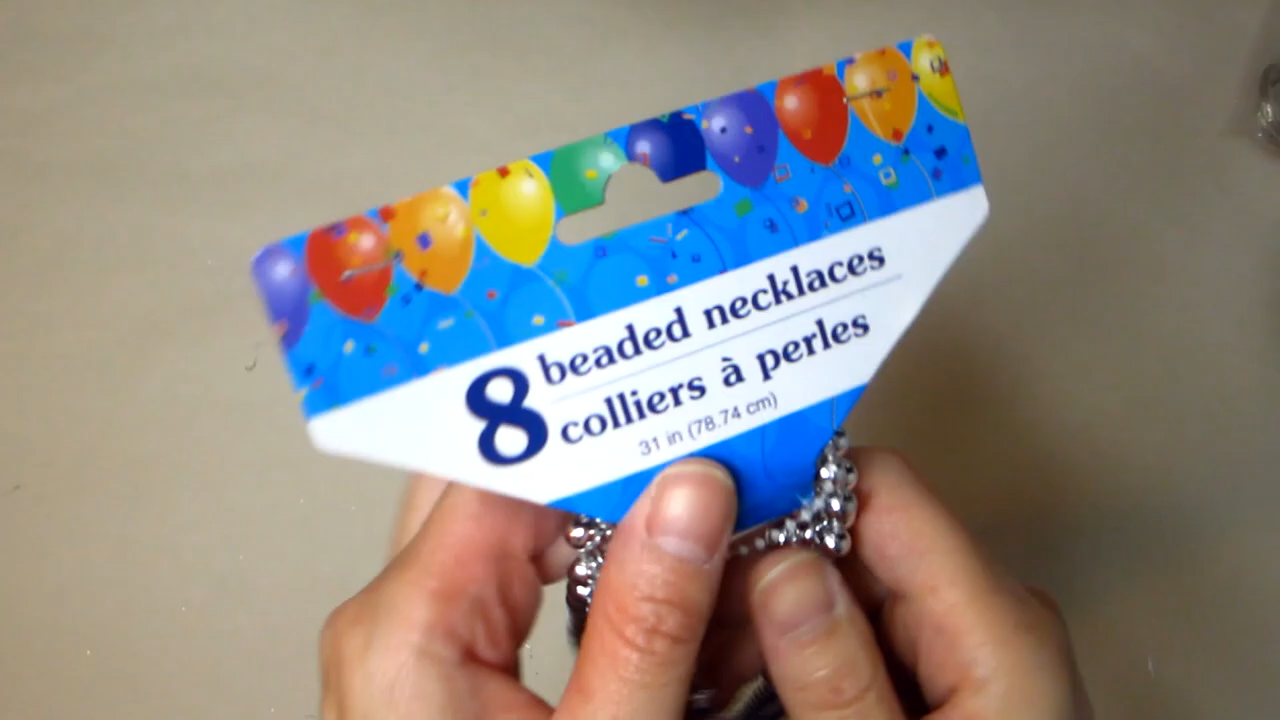 8 beaded necklaces
colliers à perles
31 in (78.74 cm)